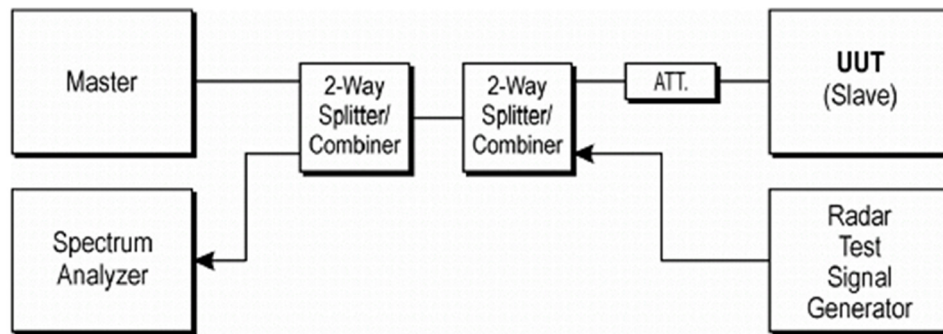 Master
2-Way
Splitter/
Combiner
2-Way
Splitter/
Combiner
ATT.
UUT
(Slave)
Spectrum
Analyzer
Radar
Test
Signal
Generator